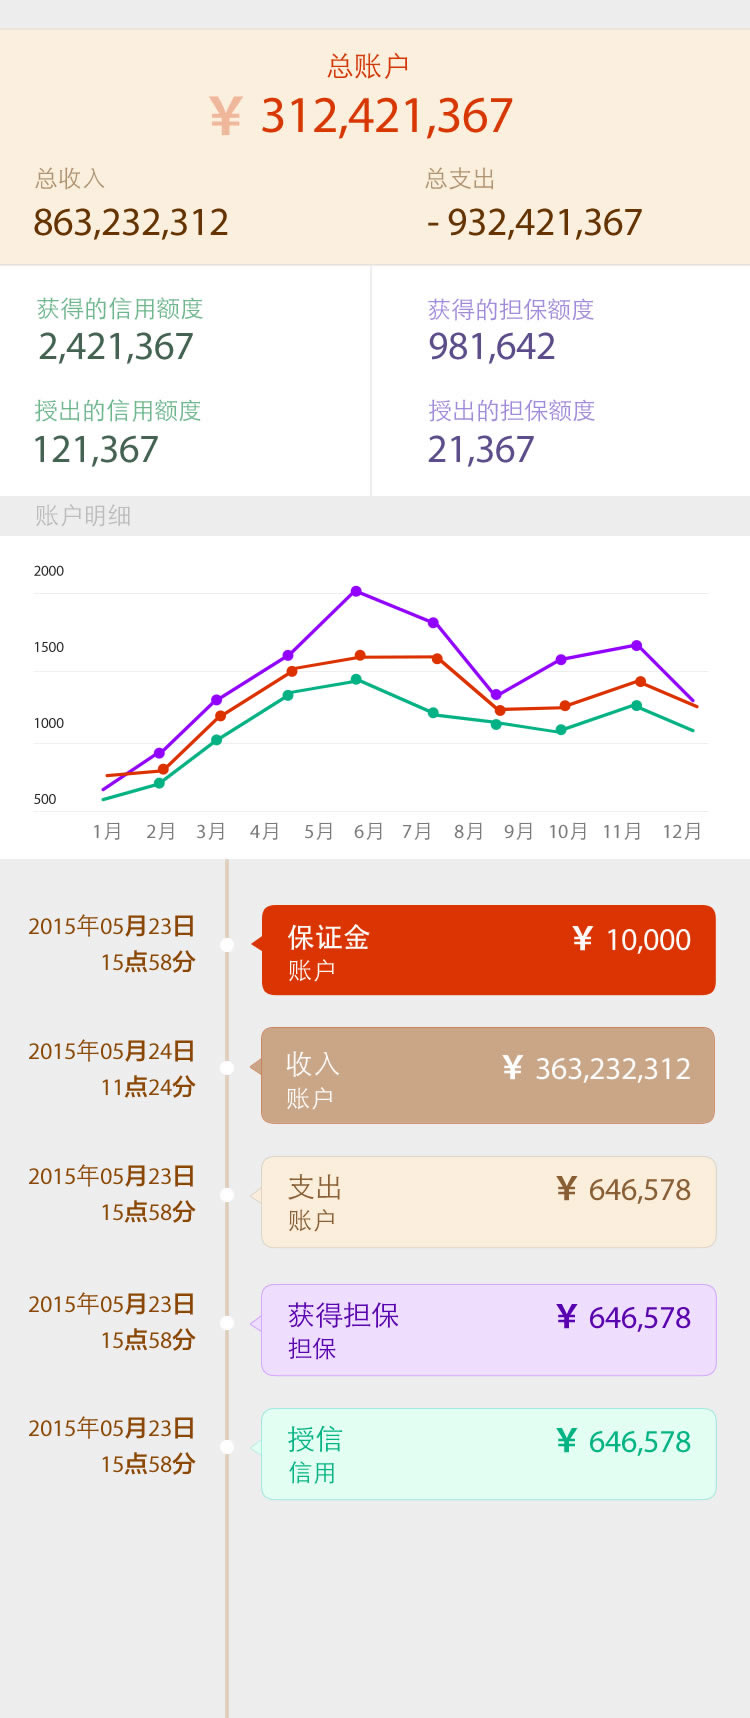 总账户
¥ 312,421,367
总收入 总支出
863,232,312 - 932,421,367
获得的信用额度 获得的担保额度
2,421,367 981,642
授出的信用额度 授出的担保额度
121,367 21,367
账户明细
2000
1500
1000
500
1月 2月 3月 4月 5月 6月 7月 8月 9月 10月 11月 12月
2015年05月23日
15点58分
保证金 ¥ 10,000
账户
2015年05月24日
11点24分
收入 ¥ 363,232,312
账户
2015年05月23日
15点58分
支出 ¥ 646,578
账户
2015年05月23日
15点58分
获得担保 ¥ 646,578
担保
2015年05月23日
15点58分
授信 ¥ 646,578
信用